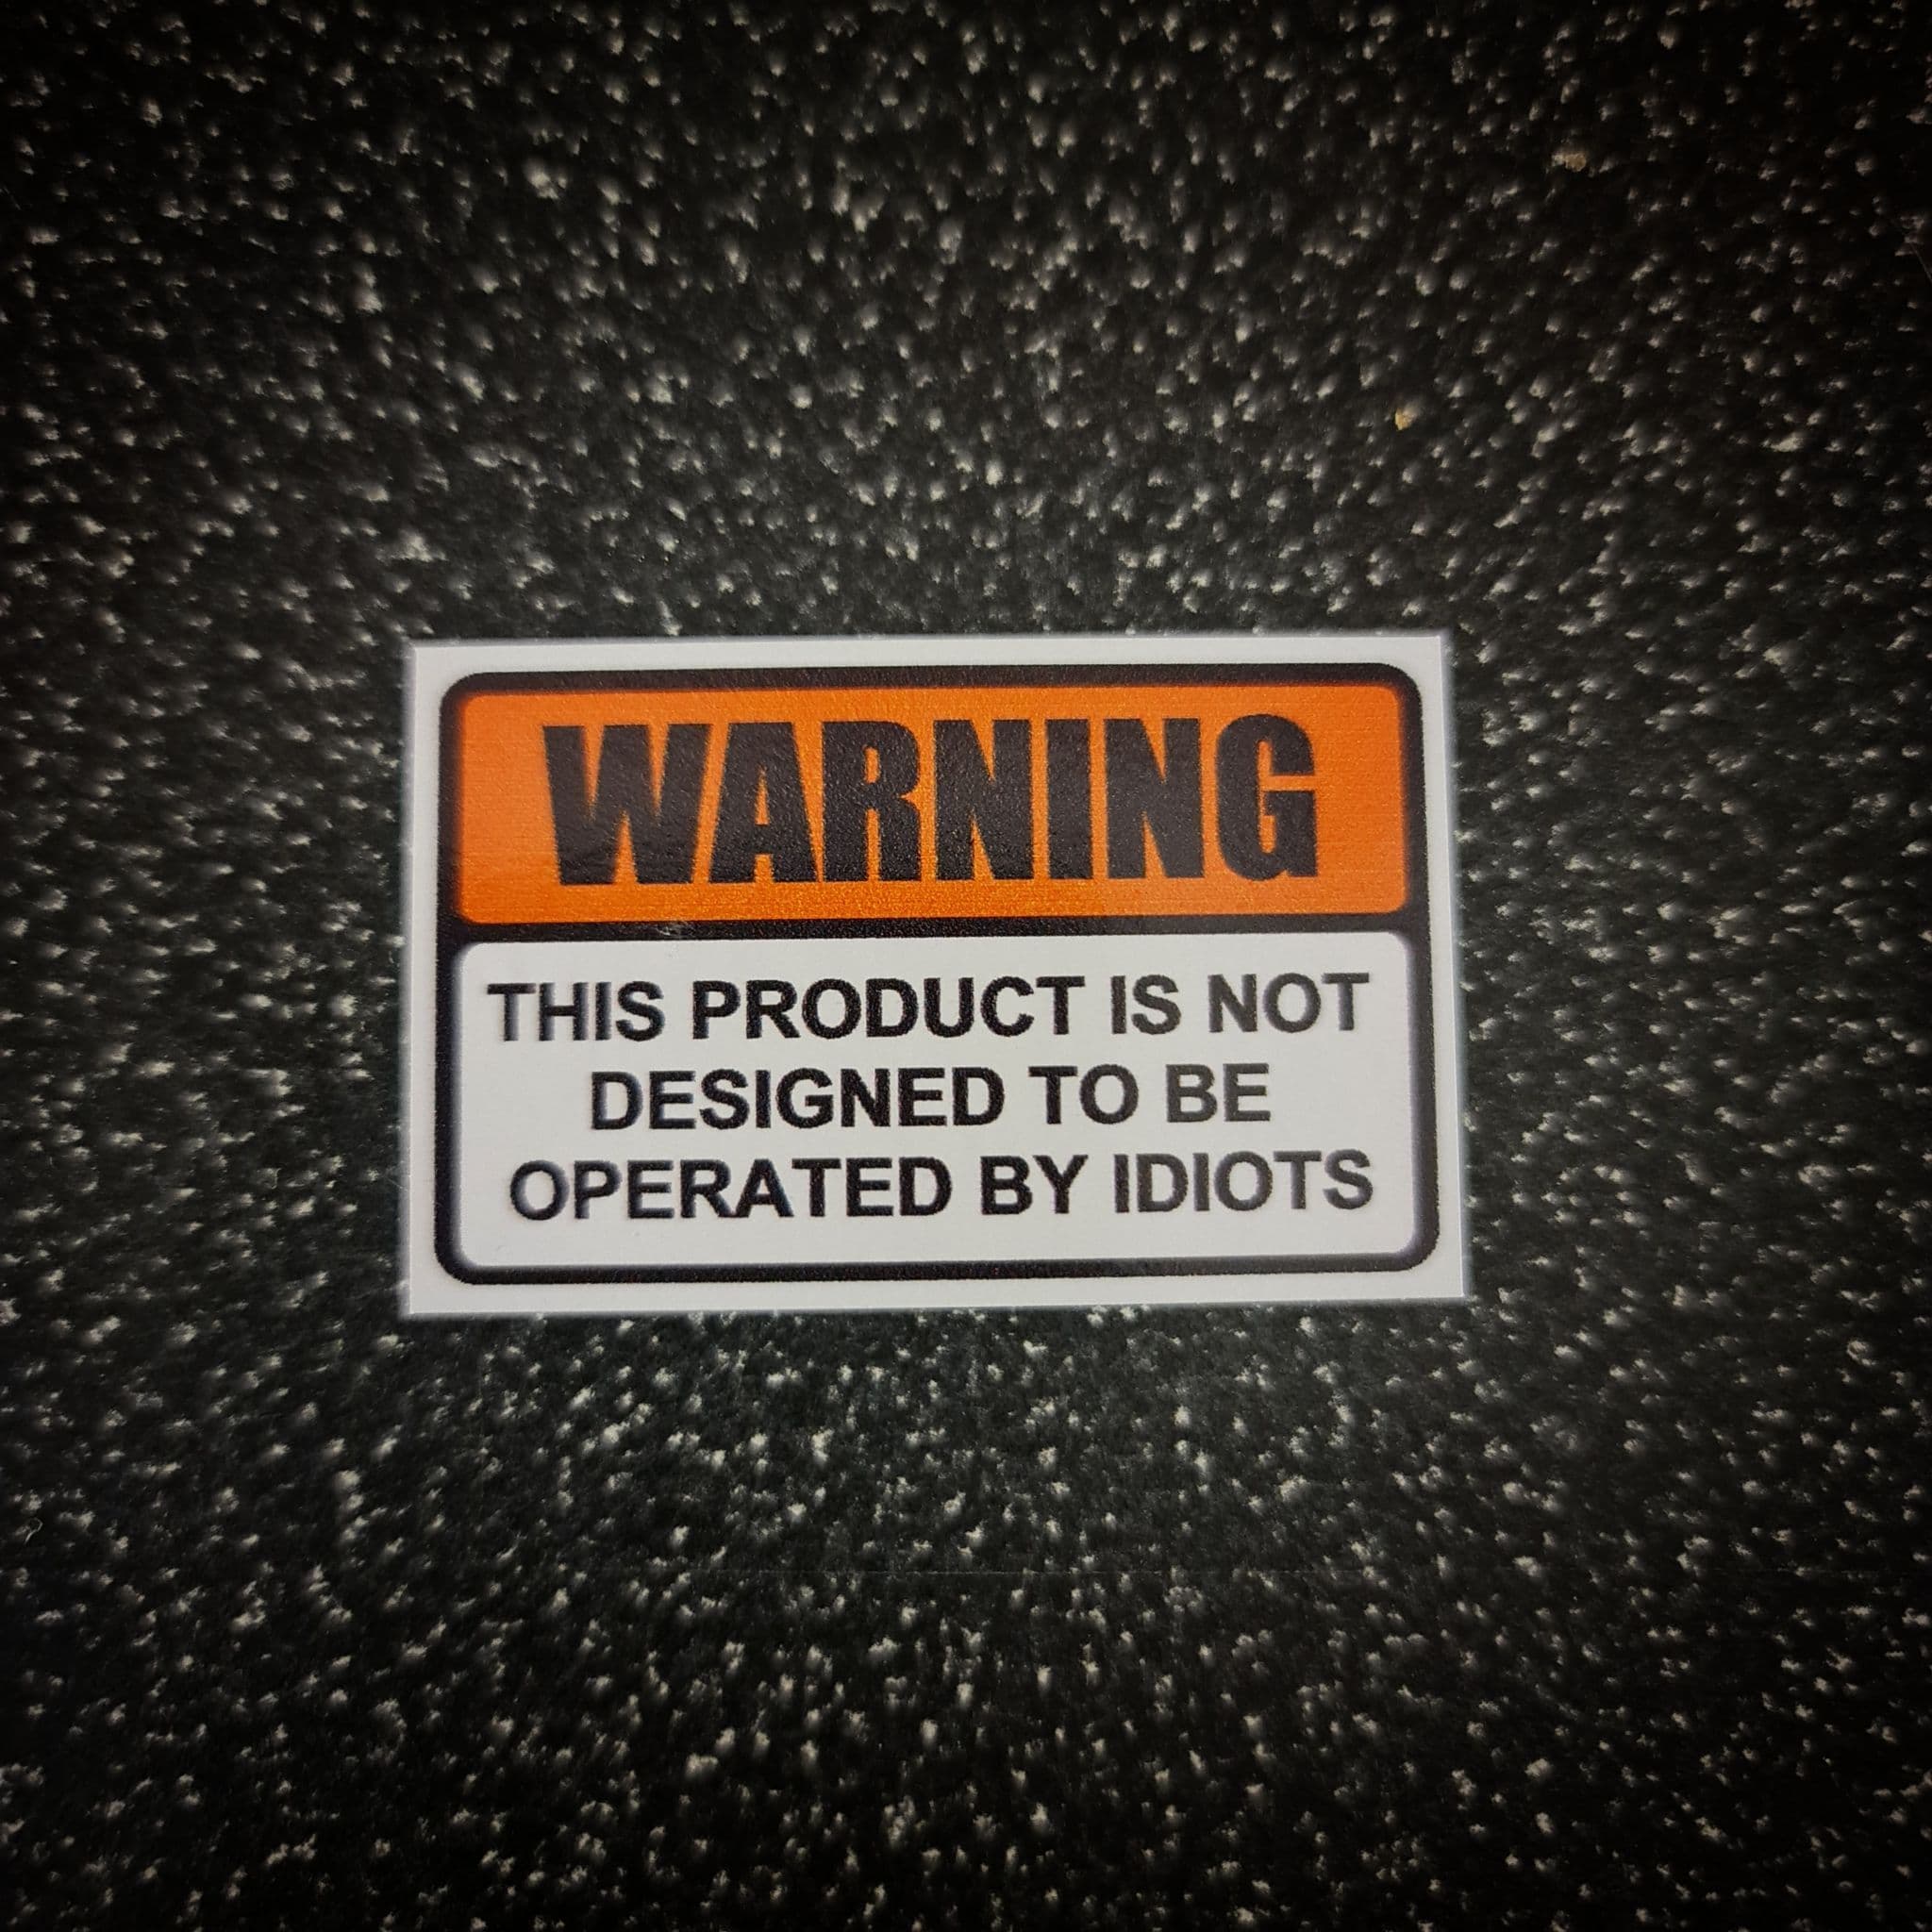 WARNING
THIS PRODUCT IS NOT
DESIGNED TO BE
OPERATED BY IDIOTS